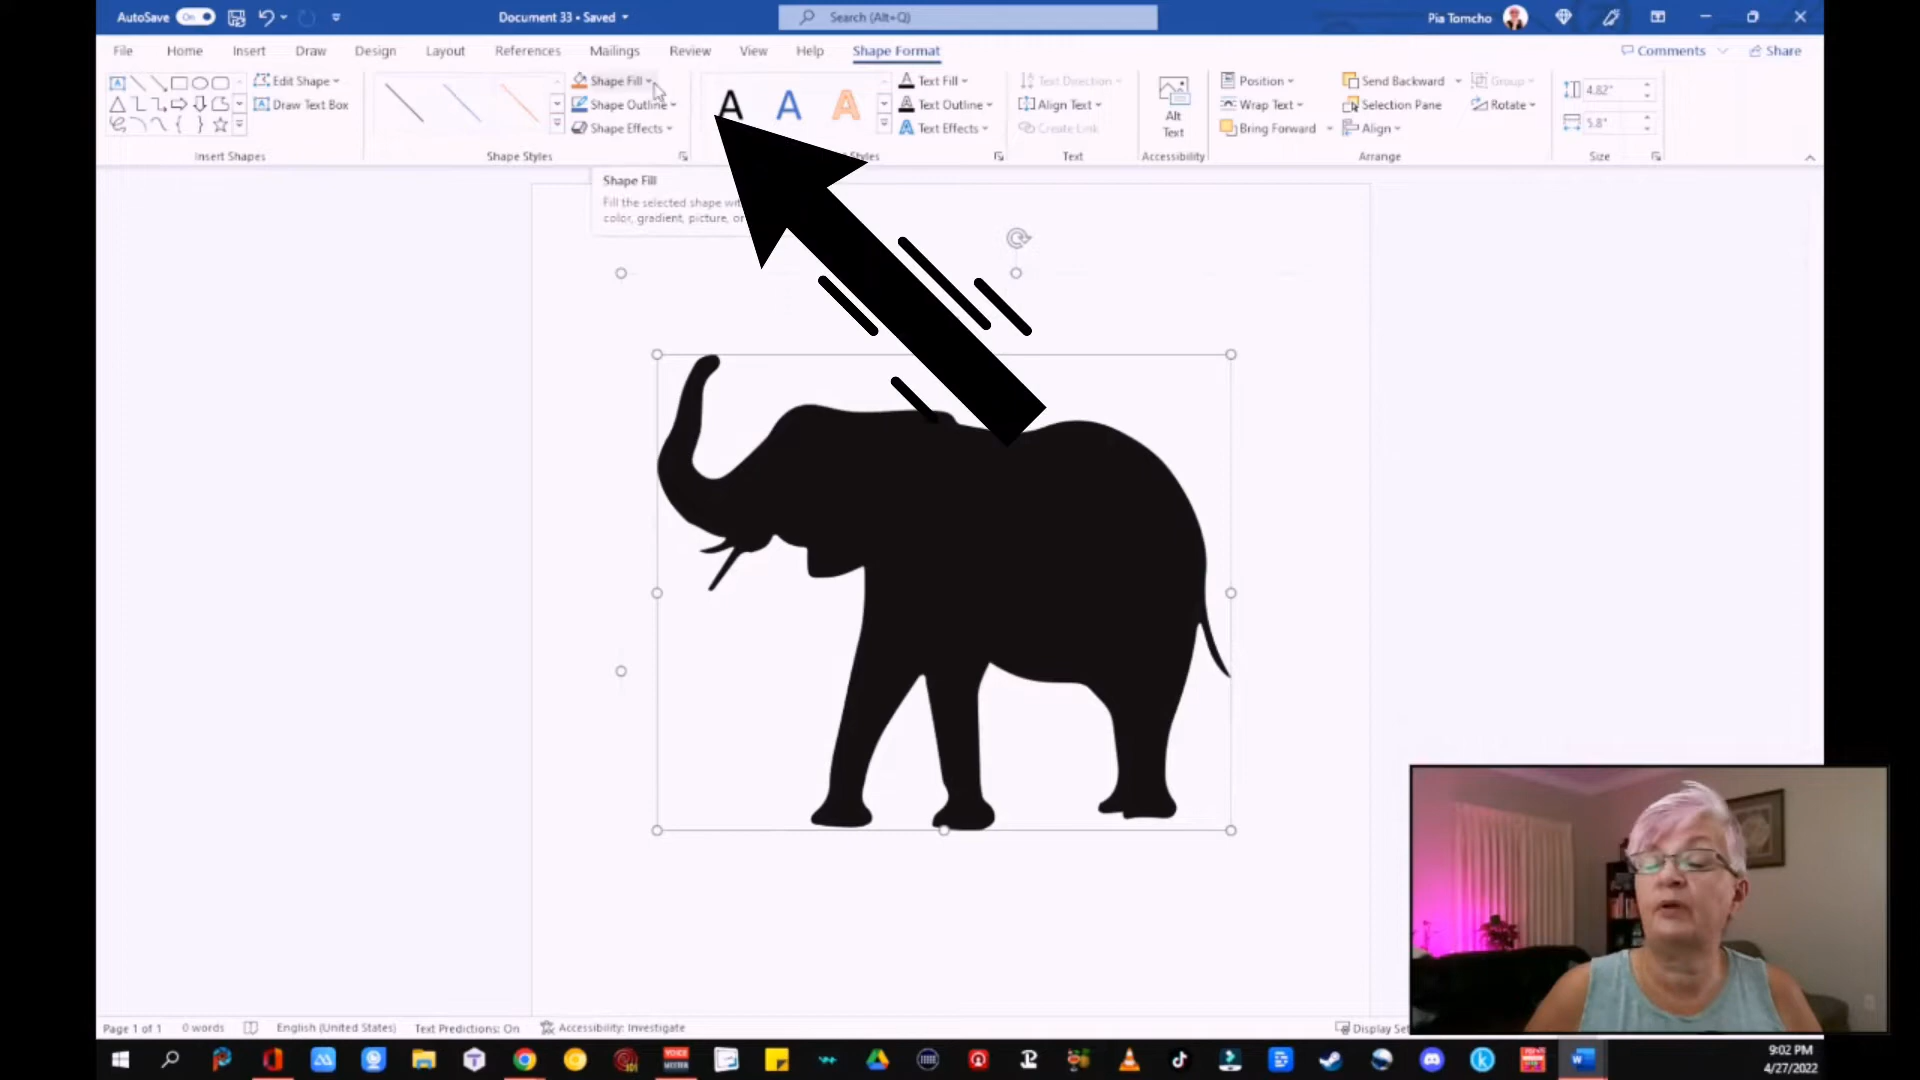 AutoSave On Document 33 • Saved Search (Alt+Q) Pia Tomcho
File Home Insert Draw Design Layout References Mailings Review View Help Shape Format Comments Share
Edit Shape Shape Fill A A A Text Fill Text Direction Position Send Backward Group 4.82"
Draw Text Box Shape Outline Text Outline Align Text Wrap Text Selection Pane Rotate
Shape Effects Text Effects Create Link Alt Text Bring Forward Align 5.8"
Insert Shapes Shape Styles Styles Text Accessibility Arrange Size
Shape Fill
Fill the selected shape
color, gradient, picture, or
Page 1 of 1 0 words English (United States) Text Predictions: On Accessibility: Investigate Display
VOICE
9:02 PM
4/27/2022